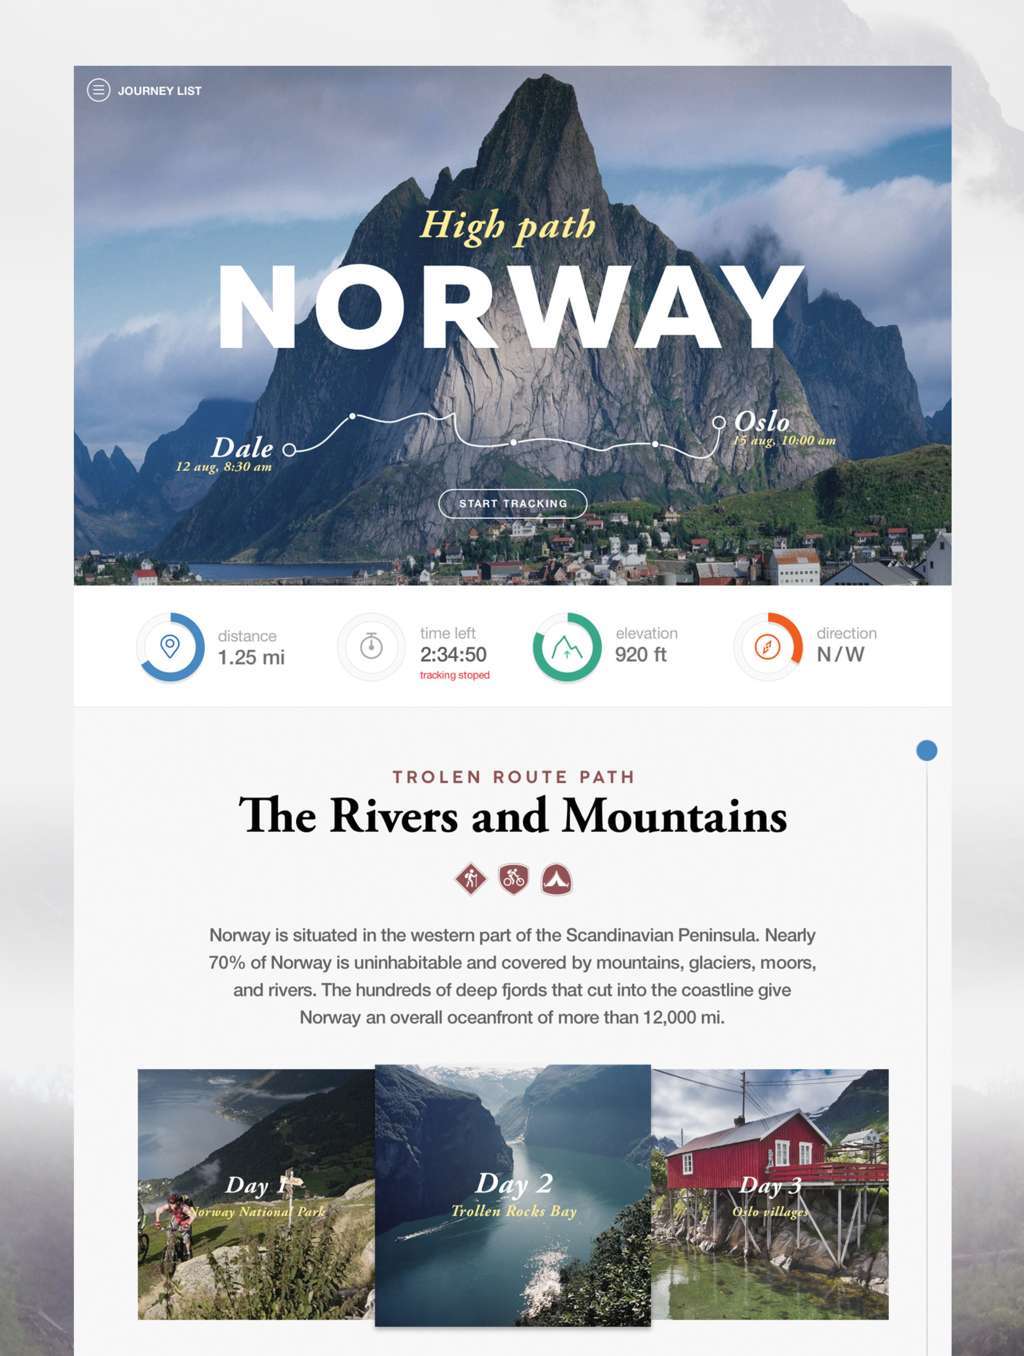 JOURNEY LIST
High path
NORWAY
Dale
12 aug, 8:30 am
Oslo
15 aug, 10:00 am
START TRACKING
distance
1.25 mi
time left
2:34:50
tracking stoped
elevation
920 ft
direction
N / W
TROLEN ROUTE PATH
The Rivers and Mountains
Norway is situated in the western part of the Scandinavian Peninsula. Nearly
70% of Norway is uninhabitable and covered by mountains, glaciers, moors,
and rivers. The hundreds of deep fjords that cut into the coastline give
Norway an overall oceanfront of more than 12,000 mi.
Day 1
Norway National Park
Day 2
Trollen Rocks Bay
Day 3
Oslo villages